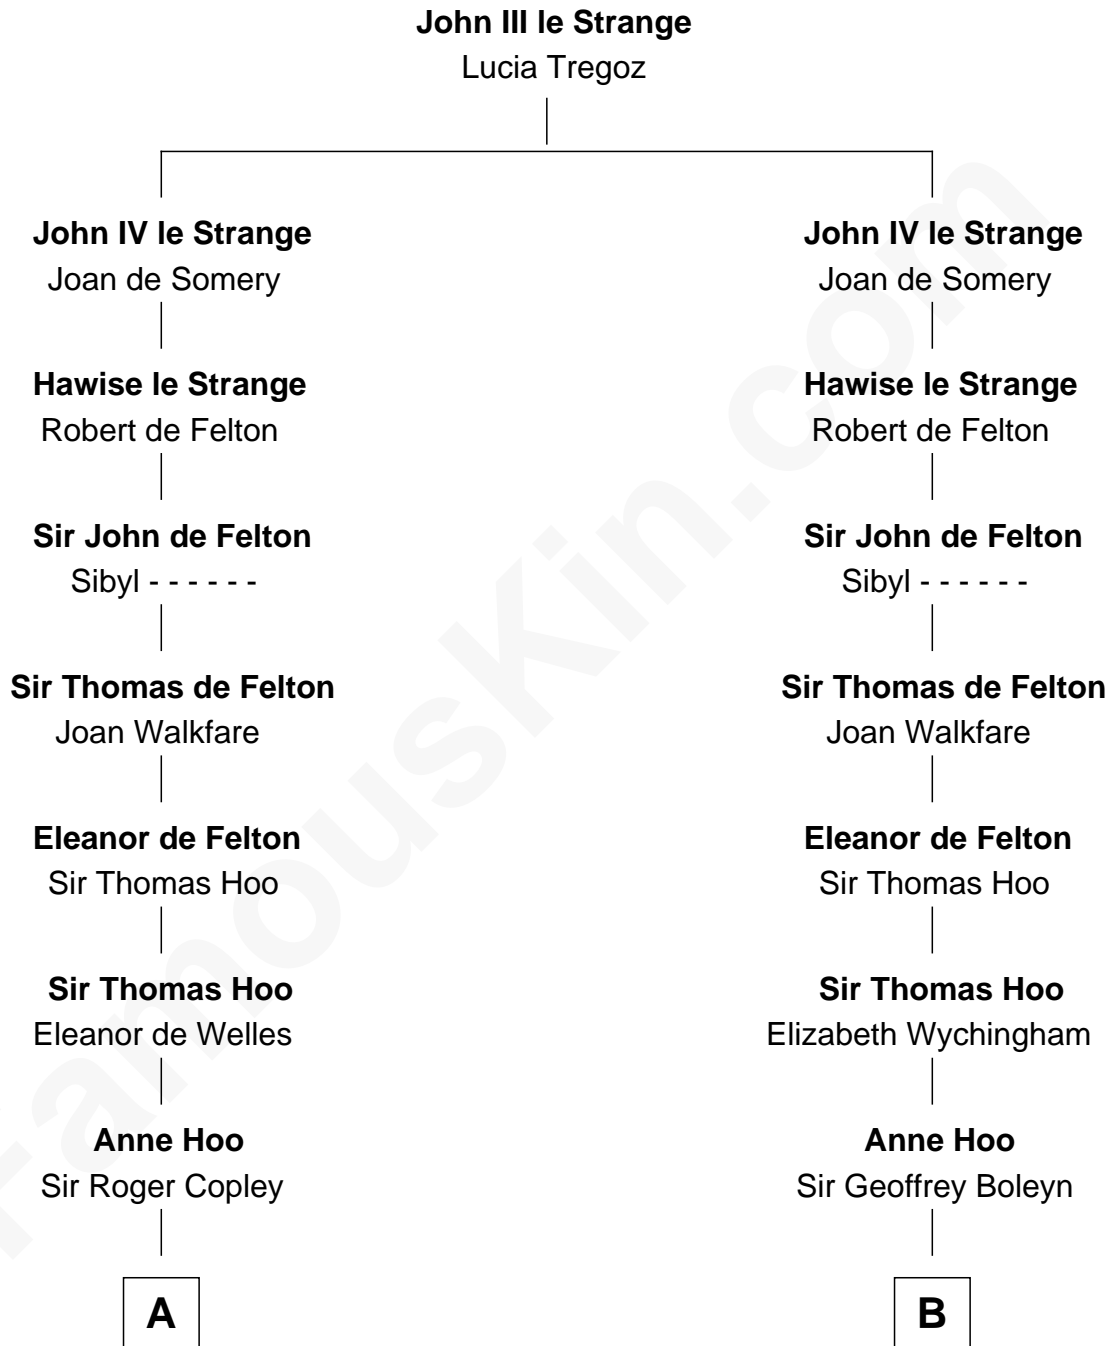 John III le Strange
Lucia Tregoz
John IV le Strange
Joan de Somery
Hawise le Strange
Robert de Felton
Sir John de Felton
Sibyl - - - - - -
Sir Thomas de Felton
Joan Walkfare
Eleanor de Felton
Sir Thomas Hoo
Sir Thomas Hoo
Eleanor de Welles
Anne Hoo
Sir Roger Copley
A
John IV le Strange
Joan de Somery
Hawise le Strange
Robert de Felton
Sir John de Felton
Sibyl - - - - - -
Sir Thomas de Felton
Joan Walkfare
Eleanor de Felton
Sir Thomas Hoo
Sir Thomas Hoo
Elizabeth Wychingham
Anne Hoo
Sir Geoffrey Boleyn
B
FamousKin.com